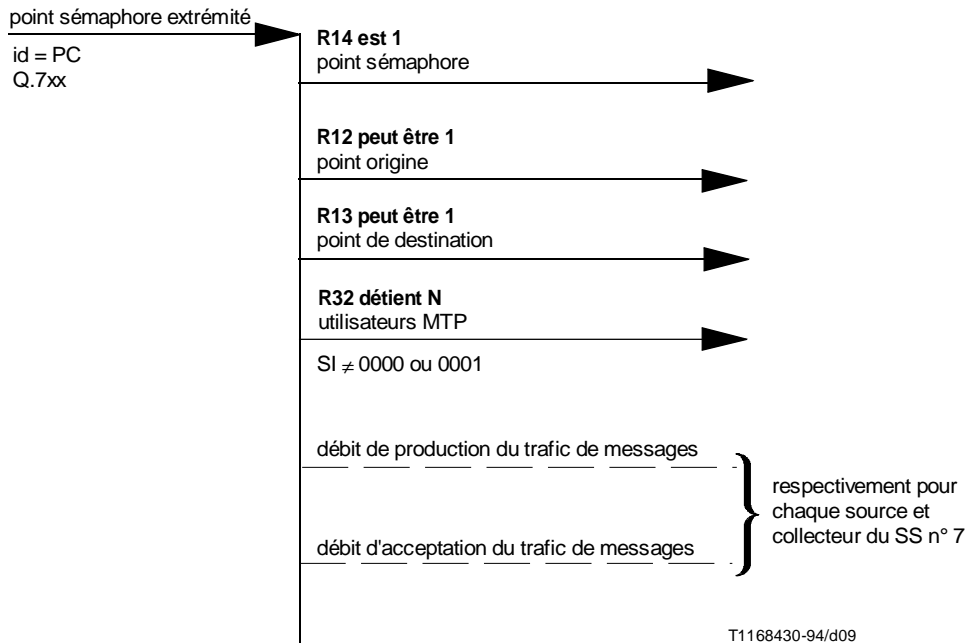 point sémaphore extrémité
id = PC
Q.7xx
R14 est 1
point sémaphore
R12 peut être 1
point origine
R13 peut être 1
point de destination
R32 détient N
utilisateurs MTP
SI ≠ 0000 ou 0001
débit de production du trafic de messages
respectivement pour
chaque source et
collecteur du SS n° 7
débit d'acceptation du trafic de messages
T1168430-94/d09